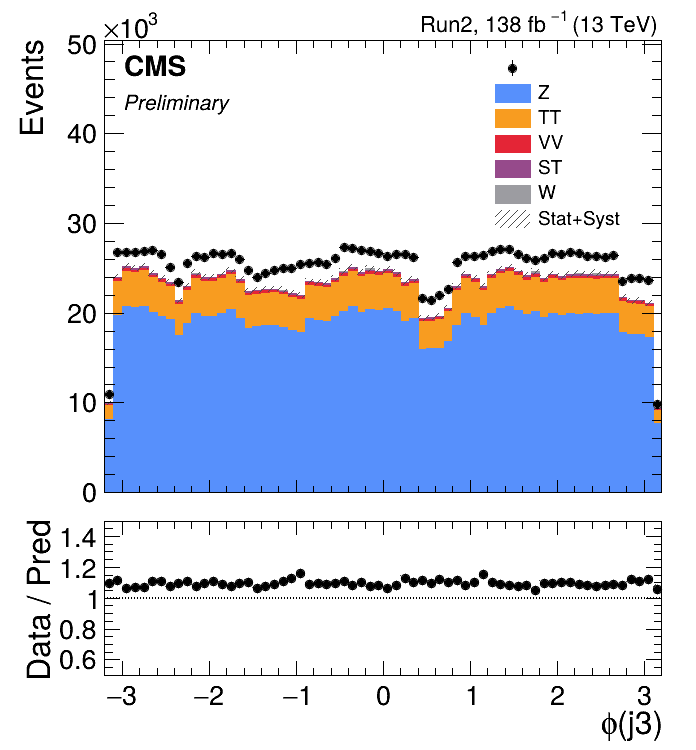 ×10³
Run2, 138 fb⁻¹ (13 TeV)
CMS
Preliminary
Z
TT
VV
ST
W
Stat+Syst
Events
50
40
30
20
10
0
Data / Pred
1.4
1.2
1
0.8
0.6
−3 −2 −1 0 1 2 3
ϕ(j3)